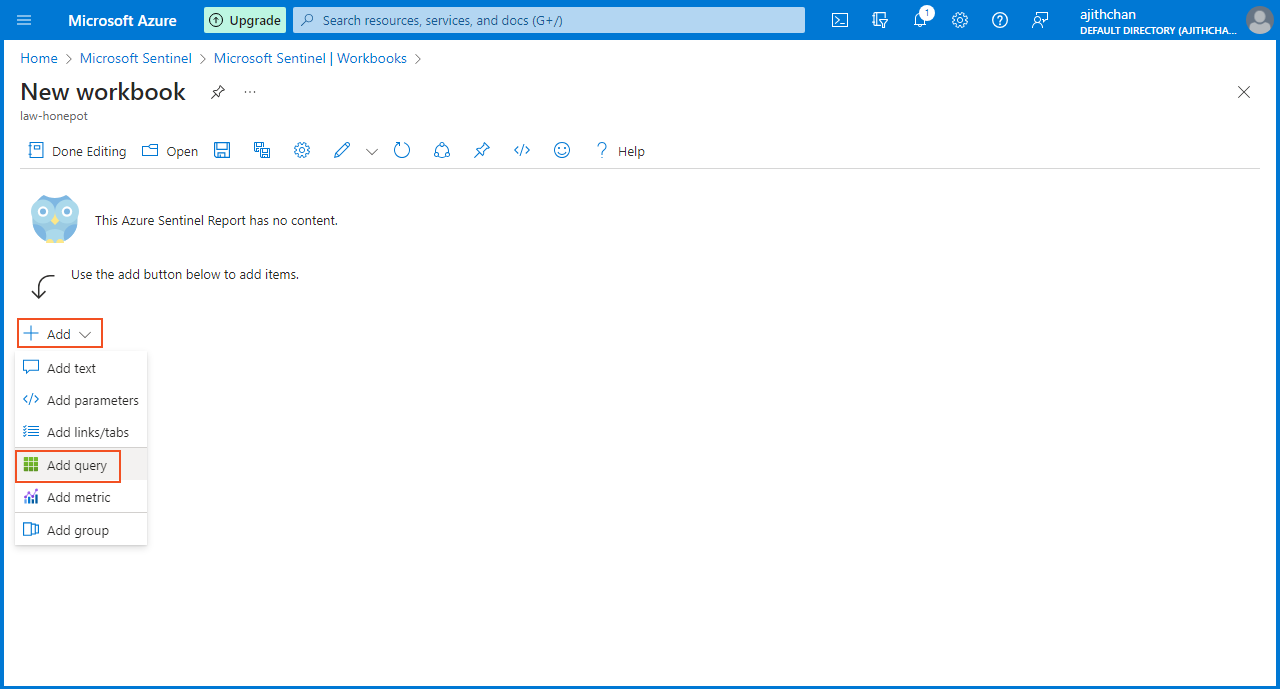 Microsoft Azure
Upgrade
Search resources, services, and docs (G+/)
1
ajithchan
DEFAULT DIRECTORY (AJITHCHA...
Home > Microsoft Sentinel > Microsoft Sentinel | Workbooks >
New workbook
...
law-honepot
Done Editing
Open
? Help
This Azure Sentinel Report has no content.
Use the add button below to add items.
Add
Add text
Add parameters
Add links/tabs
Add query
Add metric
Add group